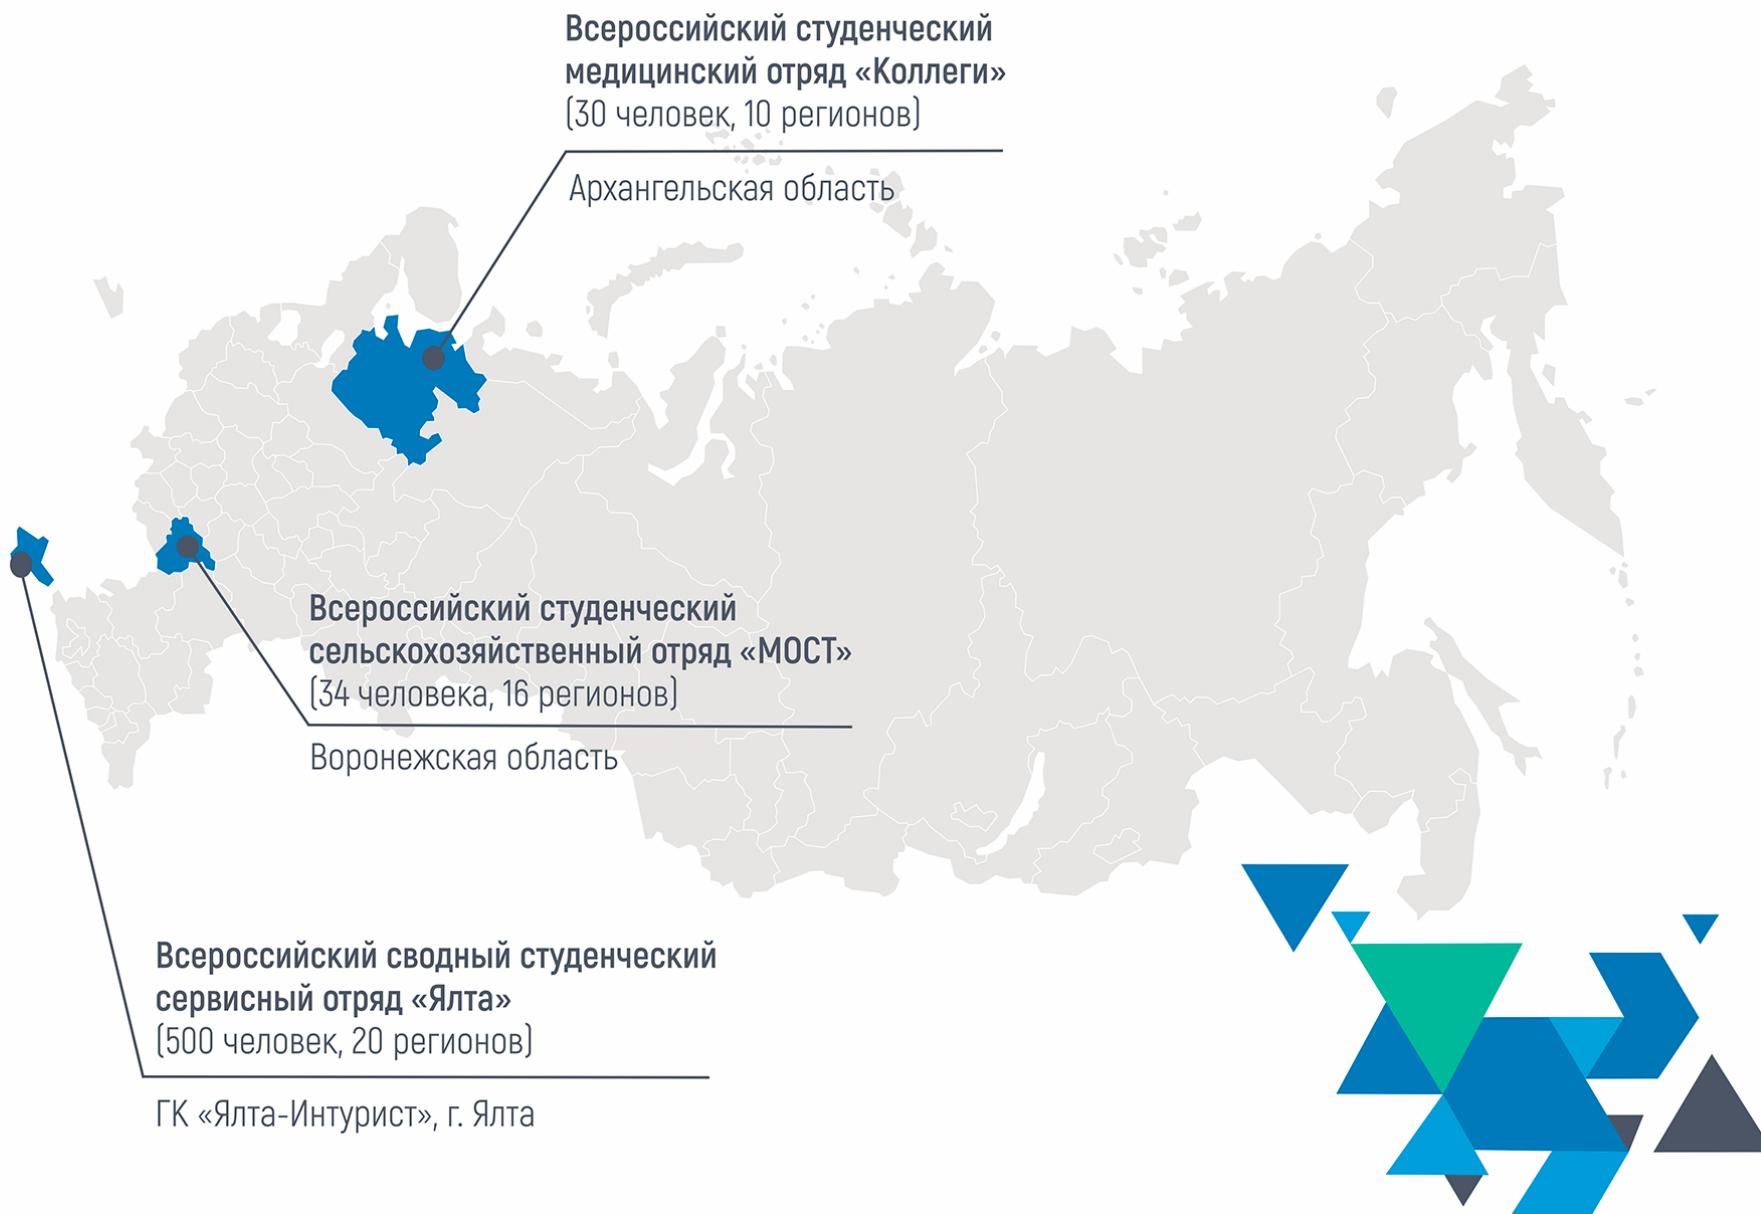 Всероссийский студенческий
медицинский отряд «Коллеги»
(30 человек, 10 регионов)
Архангельская область
Всероссийский студенческий
сельскохозяйственный отряд «МОСТ»
(34 человека, 16 регионов)
Воронежская область
Всероссийский сводный студенческий
сервисный отряд «Ялта»
(500 человек, 20 регионов)
ГК «Ялта-Интурист», г. Ялта